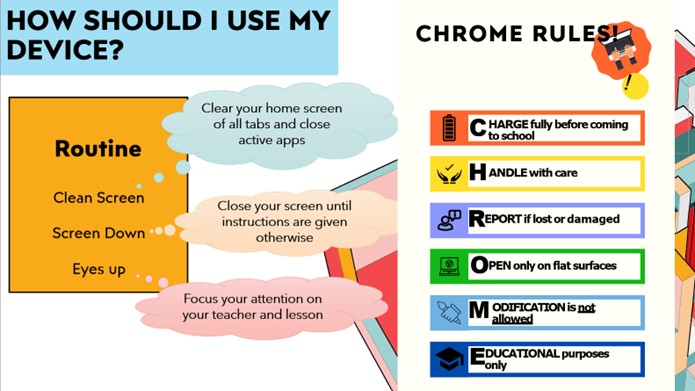 HOW SHOULD I USE MY
DEVICE?
Routine
Clean Screen
Screen Down
Eyes up
Clear your home screen
of all tabs and close
active apps
Close your screen until
instructions are given
otherwise
Focus your attention on
your teacher and lesson
CHROME RULES!
CHARGE fully before coming
to school
HANDLE with care
REPORT if lost or damaged
OPEN only on flat surfaces
MODIFICATION is not
allowed
EDUCATIONAL purposes
only